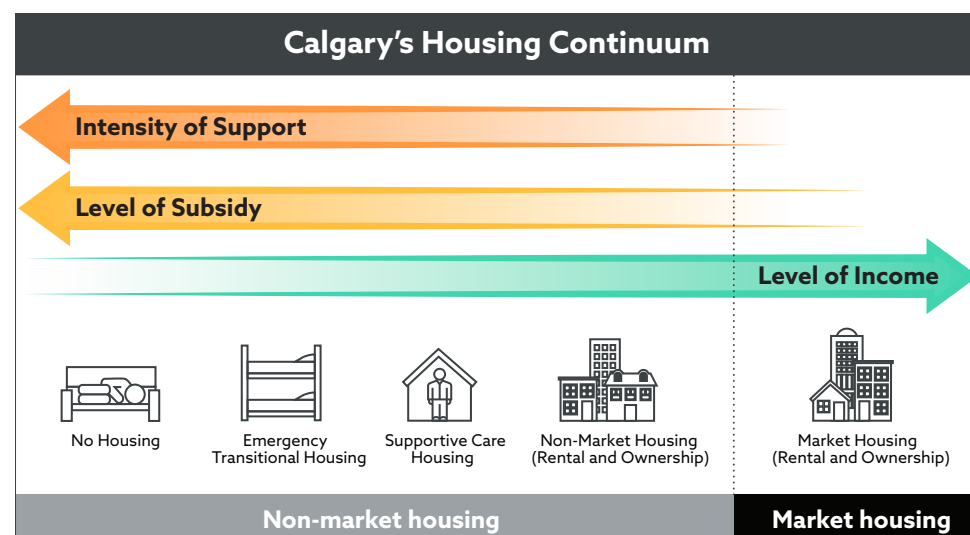 Calgary’s Housing Continuum
Intensity of Support
Level of Subsidy
Level of Income
No Housing
Emergency
Transitional Housing
Supportive Care
Housing
Non-Market Housing
(Rental and Ownership)
Market Housing
(Rental and Ownership)
Non-market housing
Market housing